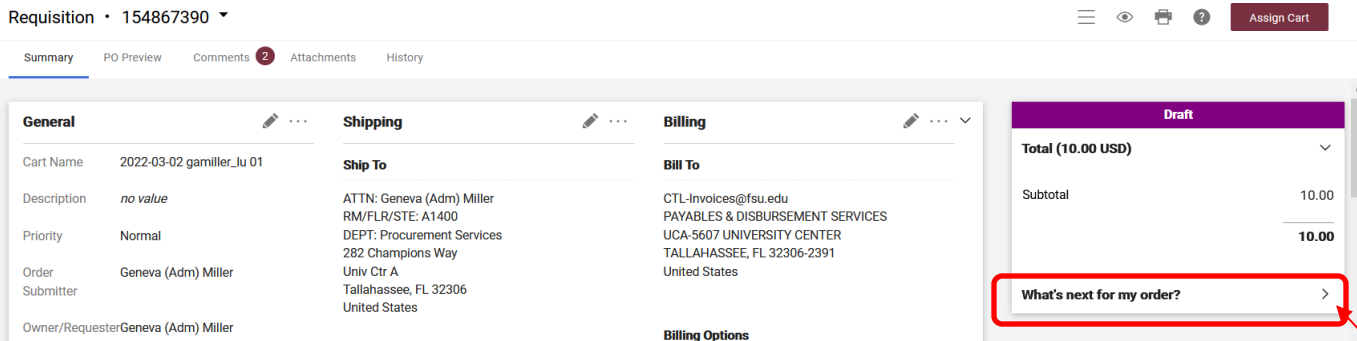 Requisition • 154867390
Assign Cart
Summary PO Preview Comments 2 Attachments History
General
Cart Name 2022-03-02 gamiller_lu 01
Description no value
Priority Normal
Order Submitter Geneva (Adm) Miller
Owner/Requester Geneva (Adm) Miller
Shipping
Ship To
ATTN: Geneva (Adm) Miller
RM/FLR/STE: A1400
DEPT: Procurement Services
282 Champions Way
Univ Ctr A
Tallahassee, FL 32306
United States
Billing
Bill To
CTL-Invoices@fsu.edu
PAYABLES & DISBURSEMENT SERVICES
UCA-5607 UNIVERSITY CENTER
TALLAHASSEE, FL 32306-2391
United States
Billing Options
Draft
Total (10.00 USD)
Subtotal 10.00
10.00
What's next for my order?